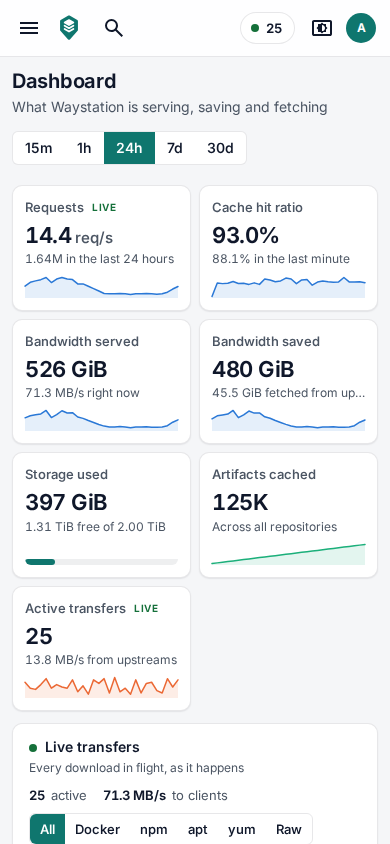 25
A
Dashboard
What Waystation is serving, saving and fetching
15m 1h 24h 7d 30d
Requests LIVE
14.4 req/s
1.64M in the last 24 hours
Cache hit ratio
93.0%
88.1% in the last minute
Bandwidth served
526 GiB
71.3 MB/s right now
Bandwidth saved
480 GiB
45.5 GiB fetched from up...
Storage used
397 GiB
1.31 TiB free of 2.00 TiB
Artifacts cached
125K
Across all repositories
Active transfers LIVE
25
13.8 MB/s from upstreams
Live transfers
Every download in flight, as it happens
25 active 71.3 MB/s to clients
All Docker npm apt yum Raw